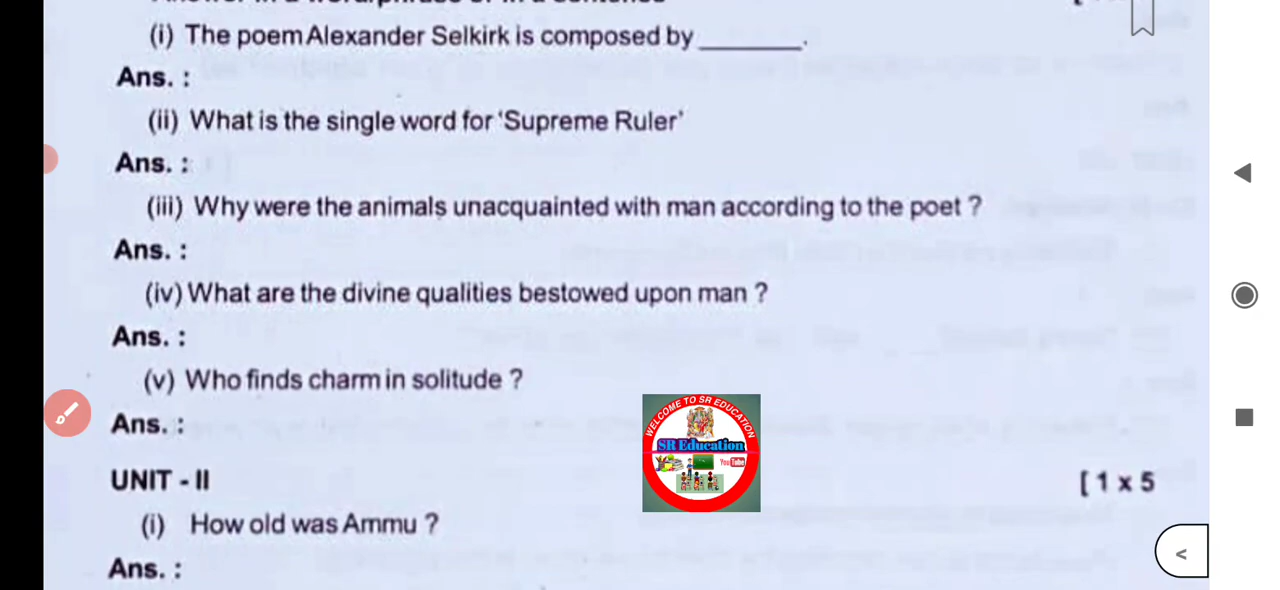 (i) The poem Alexander Selkirk is composed by ________.
Ans. :
(ii) What is the single word for ‘Supreme Ruler’
Ans. :
(iii) Why were the animals unacquainted with man according to the poet ?
Ans. :
(iv) What are the divine qualities bestowed upon man ?
Ans. :
(v) Who finds charm in solitude ?
Ans. :
WELCOME TO SR EDUCATION
SR Education
You Tube
UNIT - II [ 1 x 5
(i) How old was Ammu ?
Ans. :